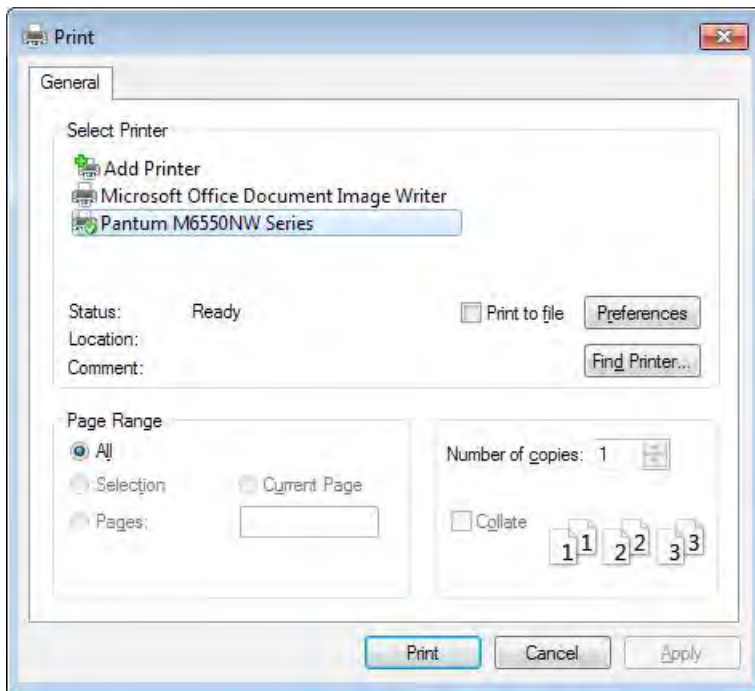 Print
General
Select Printer
Add Printer
Microsoft Office Document Image Writer
Pantum M6550NW Series
Status: Ready
Print to file
Preferences
Location:
Comment:
Find Printer...
Page Range
All
Selection
Current Page
Pages:
Number of copies: 1
Collate
1 1 2 2 3 3
Print
Cancel
Apply